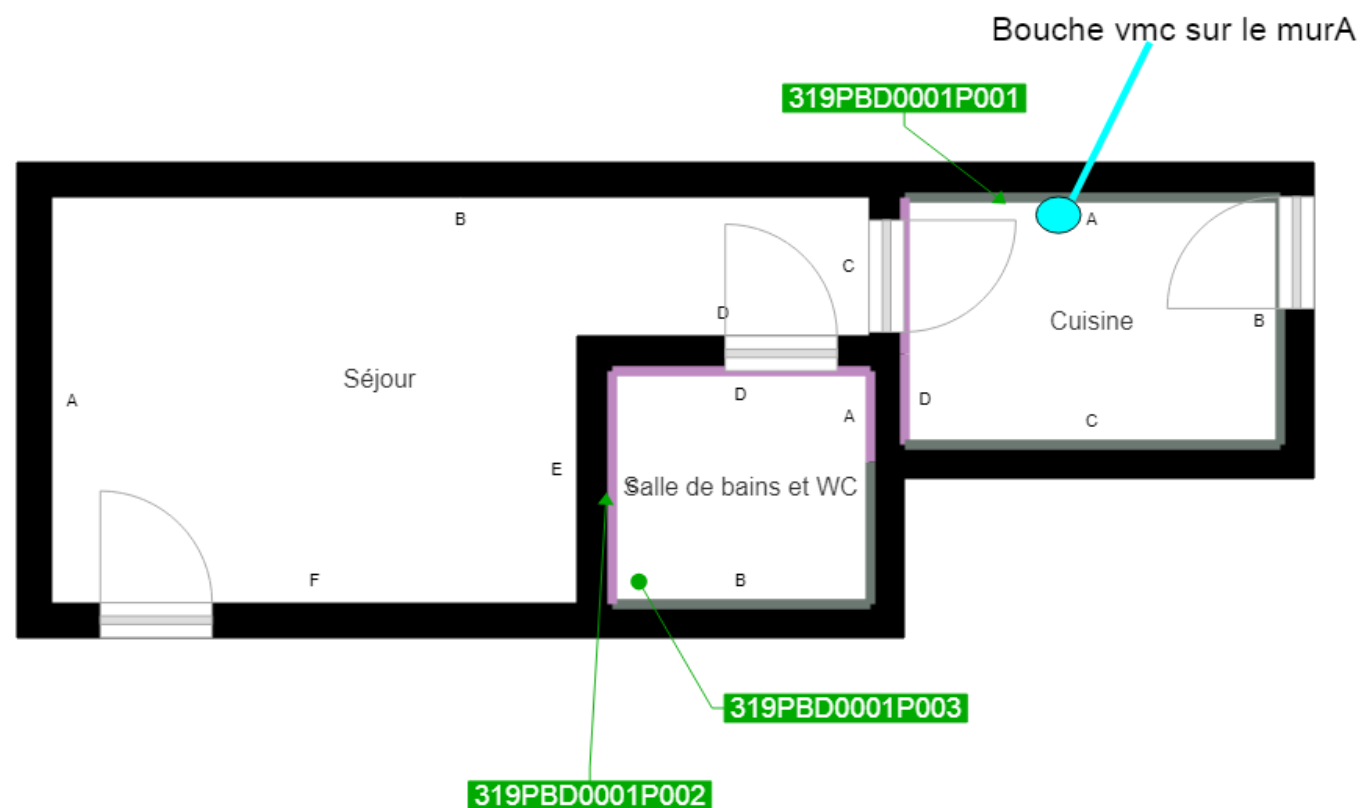 Bouche vmc sur le murA
319PBD0001P001
B
A
C
D
Cuisine
B
Séjour
A
D
A
D
C
E
C
Salle de bains et WC
F
B
319PBD0001P003
319PBD0001P002